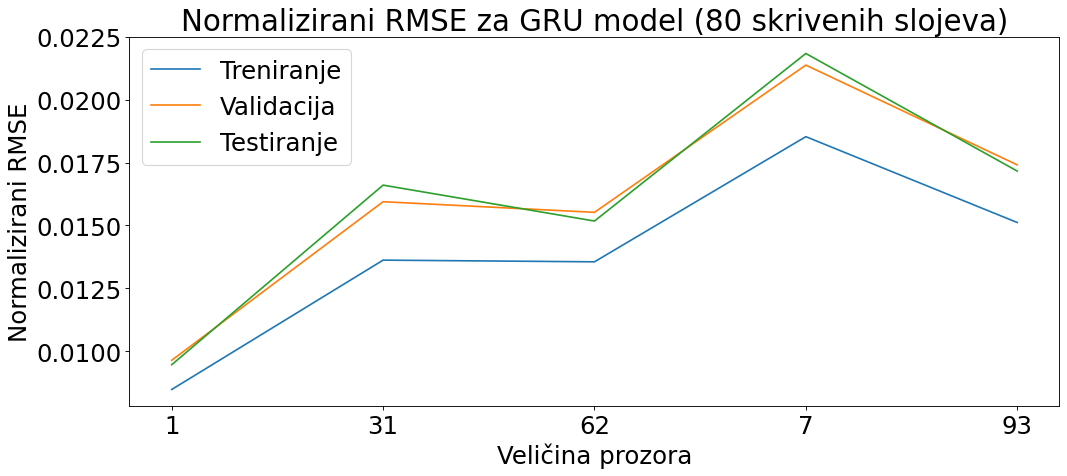 Normalizirani RMSE za GRU model (80 skrivenih slojeva)
Normalizirani RMSE
0.0225
0.0200
0.0175
0.0150
0.0125
0.0100
Treniranje
Validacija
Testiranje
1 31 62 7 93
Veličina prozora